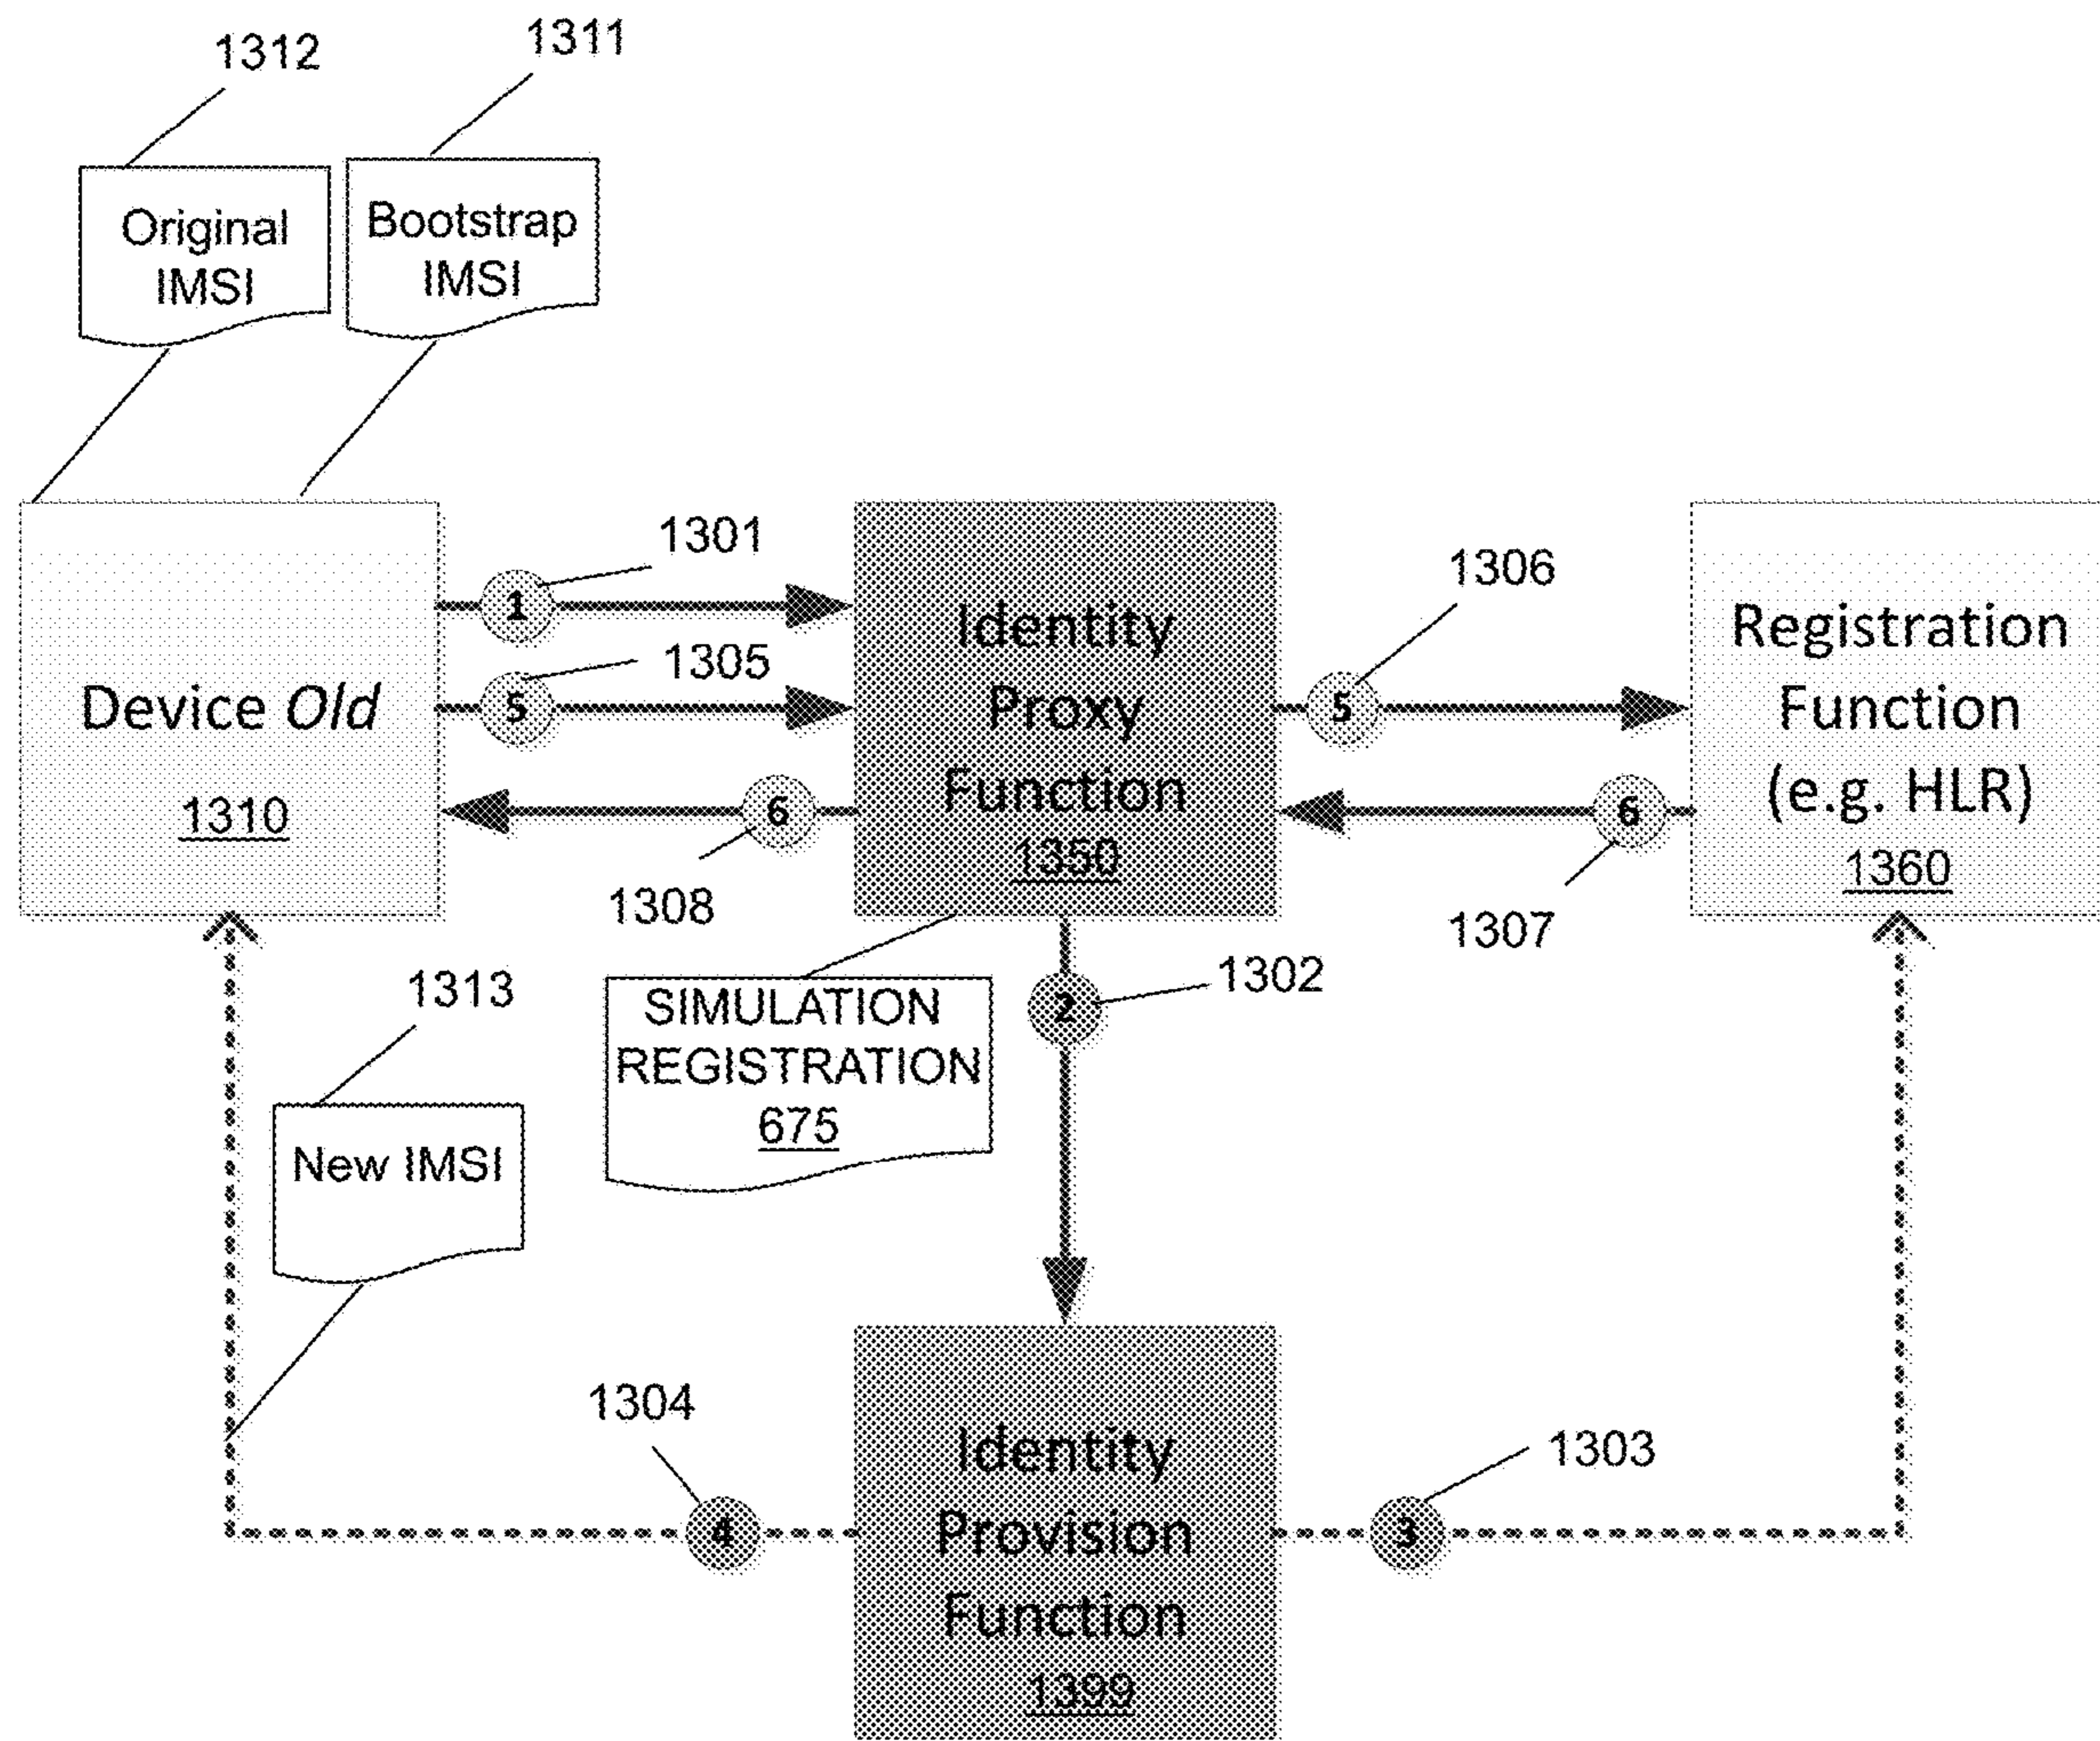 1312
1311
Original
IMSI
Bootstrap
IMSI
1301
1
1305
5
1306
5
Device Old
1310
Identity
Proxy
Function
1350
Registration
Function
(e.g. HLR)
1360
6
1308
6
1307
1313
SIMULATION
REGISTRATION
675
2
1302
New IMSI
1304
4
Identity
Provision
Function
1399
1303
3